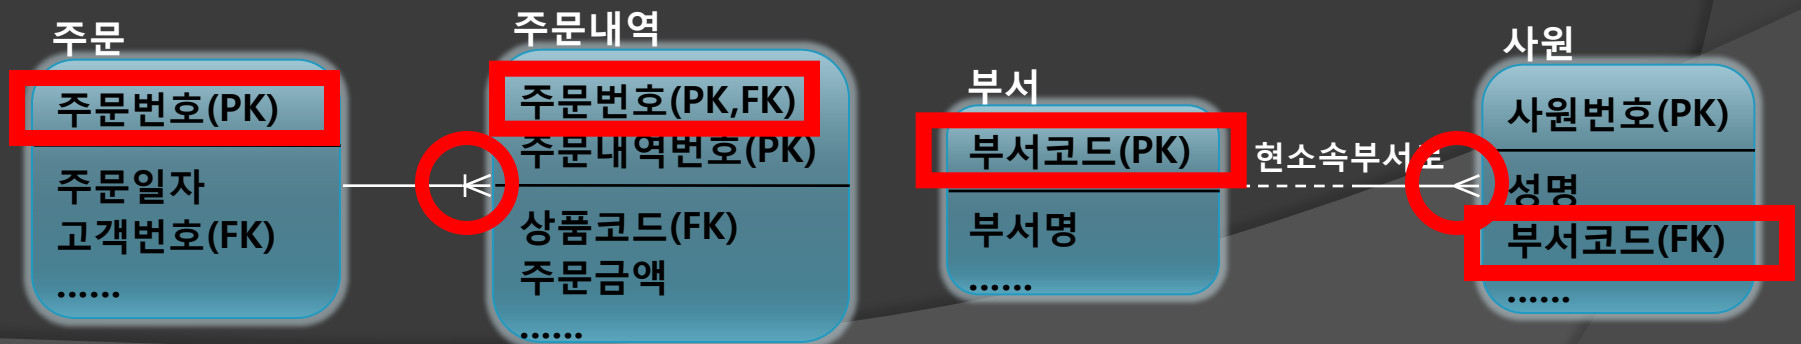 주문
주문번호(PK)
주문일자
고객번호(FK)
......
주문내역
주문번호(PK,FK)
주문내역번호(PK)
상품코드(FK)
주문금액
......
부서
부서코드(PK)
부서명
......
현소속부서로
사원
사원번호(PK)
성명
부서코드(FK)
......